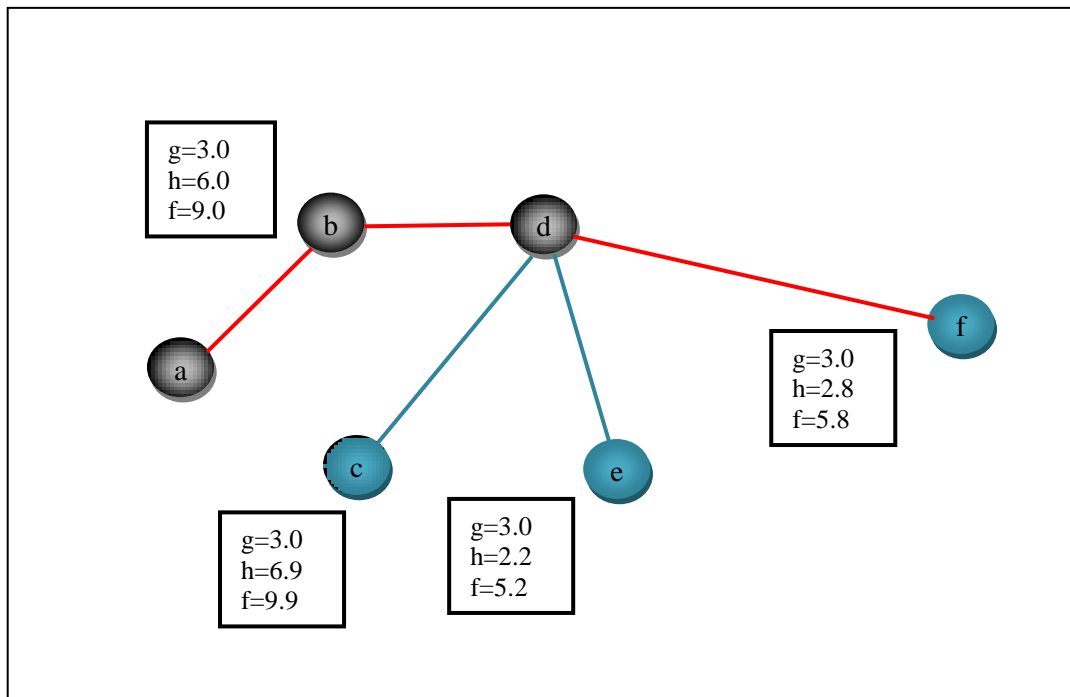 g=3.0
h=6.0
f=9.0
b
d
f
a
g=3.0
h=2.8
f=5.8
c
e
g=3.0
h=6.9
f=9.9
g=3.0
h=2.2
f=5.2